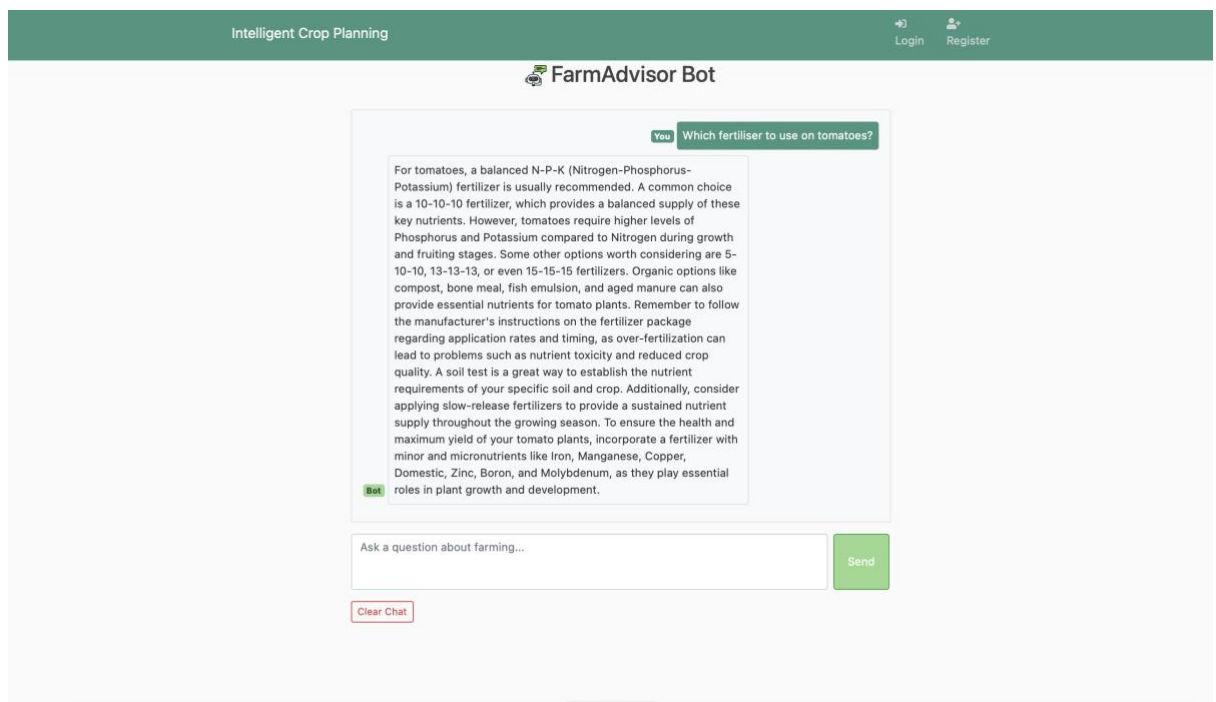 Intelligent Crop Planning
Login
Register
FarmAdvisor Bot
You
Which fertiliser to use on tomatoes?
For tomatoes, a balanced N-P-K (Nitrogen-Phosphorus-
Potassium) fertilizer is usually recommended. A common choice
is a 10-10-10 fertilizer, which provides a balanced supply of these
key nutrients. However, tomatoes require higher levels of
Phosphorus and Potassium compared to Nitrogen during growth
and fruiting stages. Some other options worth considering are 5-
10-10, 13-13-13, or even 15-15-15 fertilizers. Organic options like
compost, bone meal, fish emulsion, and aged manure can also
provide essential nutrients for tomato plants. Remember to follow
the manufacturer's instructions on the fertilizer package
regarding application rates and timing, as over-fertilization can
lead to problems such as nutrient toxicity and reduced crop
quality. A soil test is a great way to establish the nutrient
requirements of your specific soil and crop. Additionally, consider
applying slow-release fertilizers to provide a sustained nutrient
supply throughout the growing season. To ensure the health and
maximum yield of your tomato plants, incorporate a fertilizer with
minor and micronutrients like Iron, Manganese, Copper,
Domestic, Zinc, Boron, and Molybdenum, as they play essential
roles in plant growth and development.
Bot
Ask a question about farming...
Send
Clear Chat